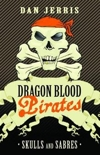 DAN JERRIS
DRAGON BLOOD
Pirates
SKULLS AND SABRES